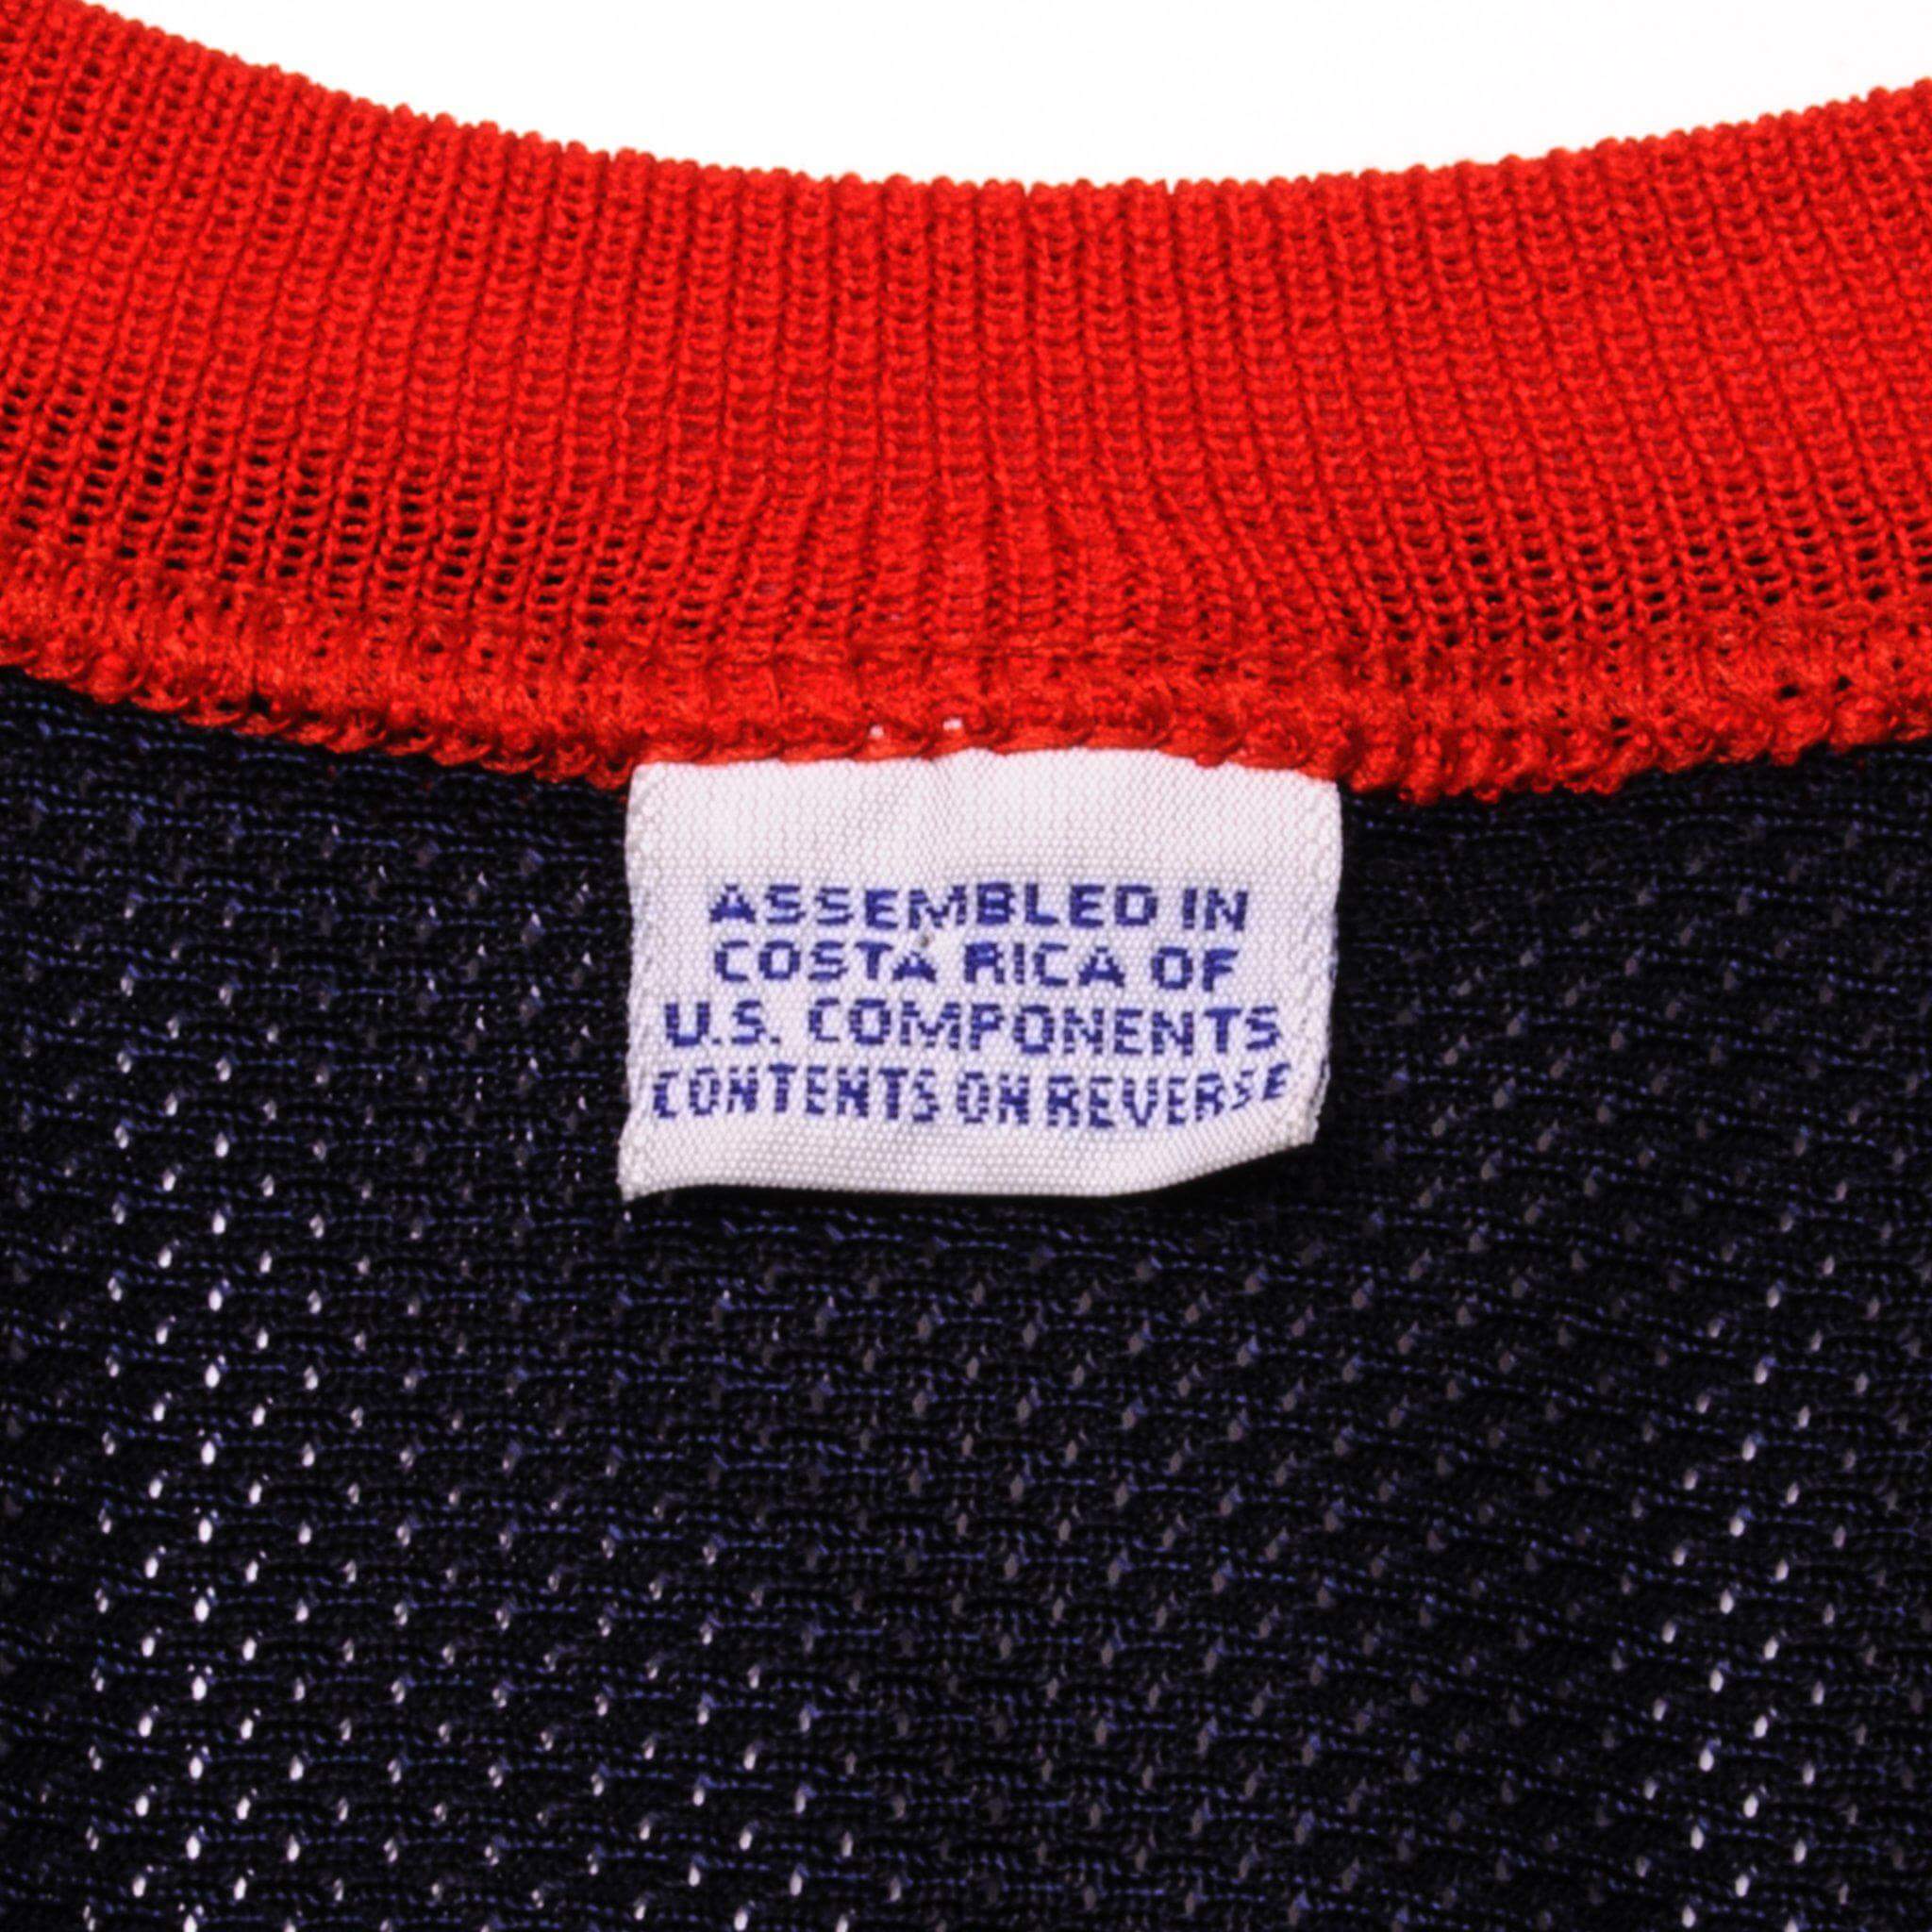 ASSEMBLED IN
COSTA RICA OF
U.S. COMPONENTS
CONTENTS ON REVERSE